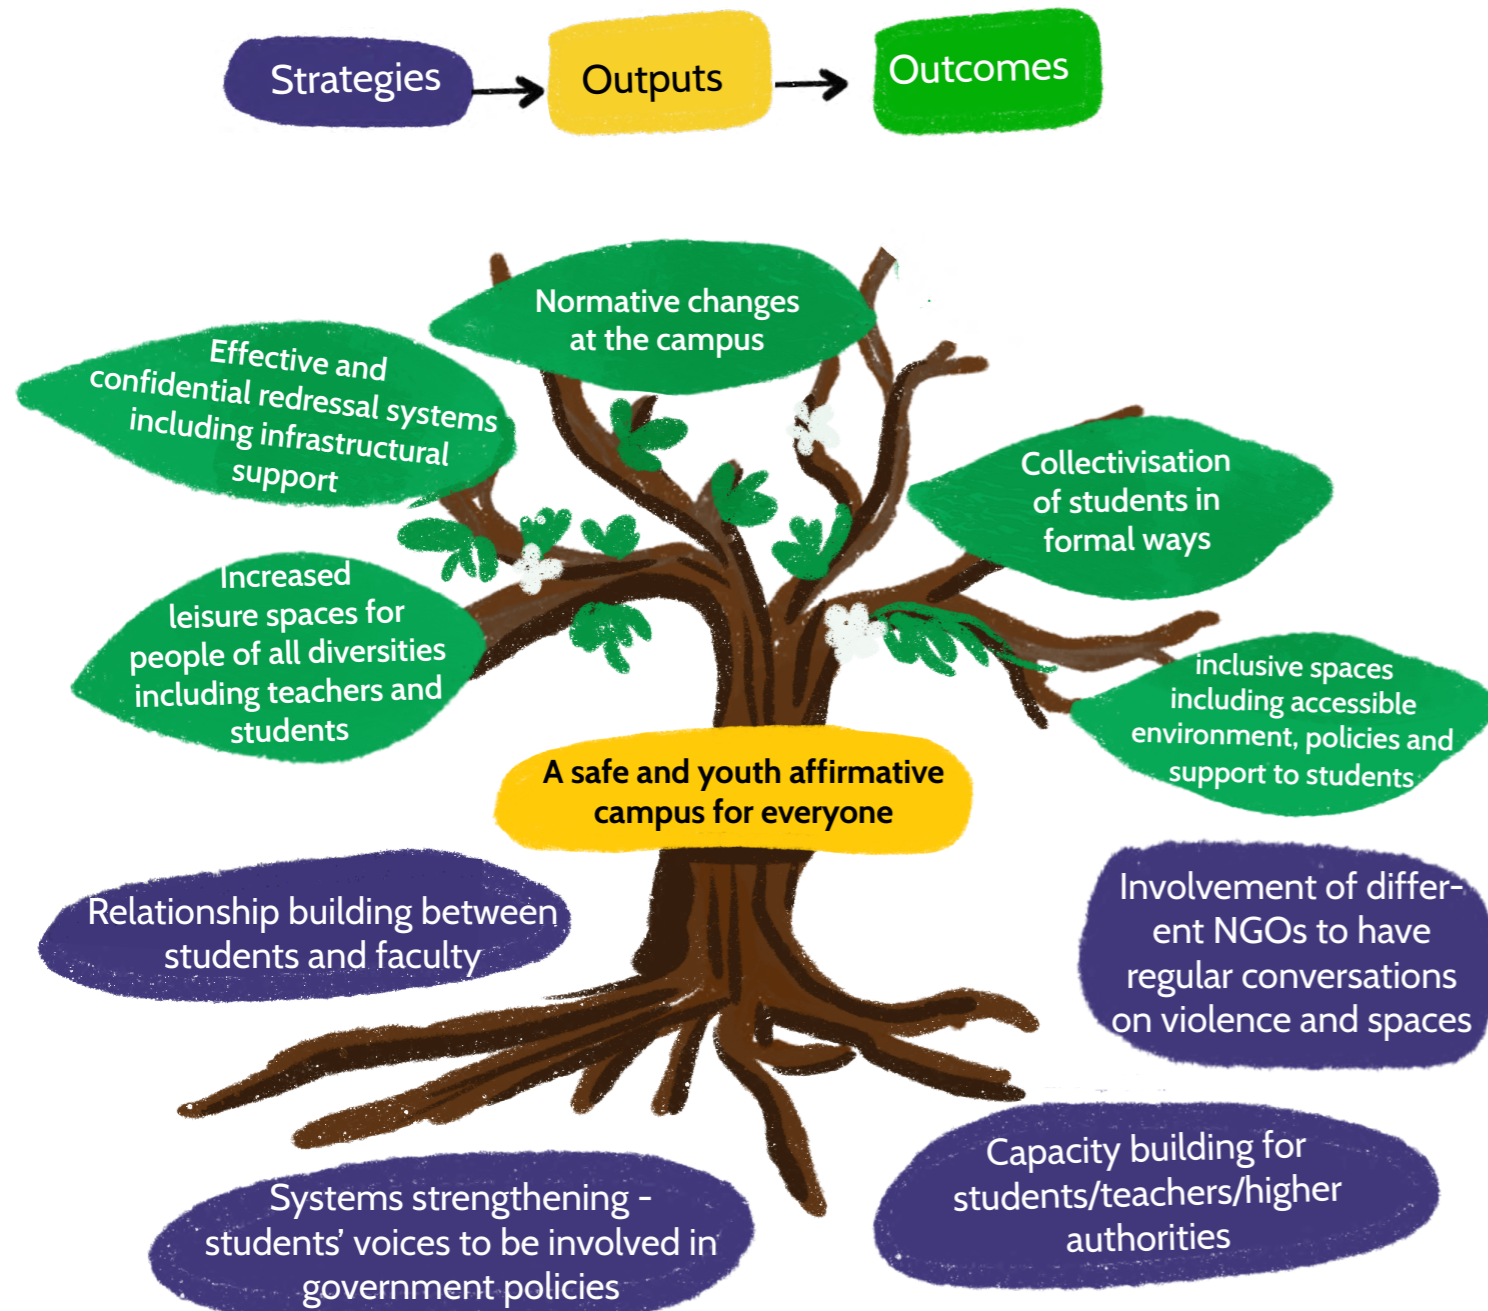 Strategies
Outputs
Outcomes
Normative changes
at the campus
Effective and
confidential redressal systems
including infrastructural
support
Collectivisation
of students in
formal ways
Increased
leisure spaces for
people of all diversities
including teachers and
students
inclusive spaces
including accessible
environment, policies and
support to students
A safe and youth affirmative
campus for everyone
Relationship building between
students and faculty
Involvement of differ-
ent NGOs to have
regular conversations
on violence and spaces
Systems strengthening -
students’ voices to be involved in
government policies
Capacity building for
students/teachers/higher
authorities